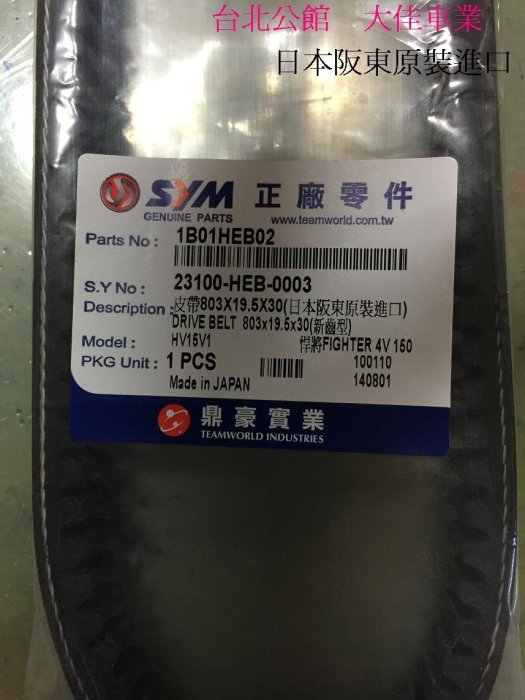 台北公館 大佳車業
日本阪東原裝進口
SYM 正廠零件
GENUINE PARTS www.teamworld.com.tw
Parts No : 1B01HEB02
S.Y No : 23100-HEB-0003
Description : 皮帶803X19.5X30(日本阪東原裝進口)
DRIVE BELT 803x19.5x30(新齒型)
Model : HV15V1 悍將FIGHTER 4V 150
PKG Unit : 1 PCS 100110
Made in JAPAN 140801
鼎豪實業
TEAMWORLD INDUSTRIES